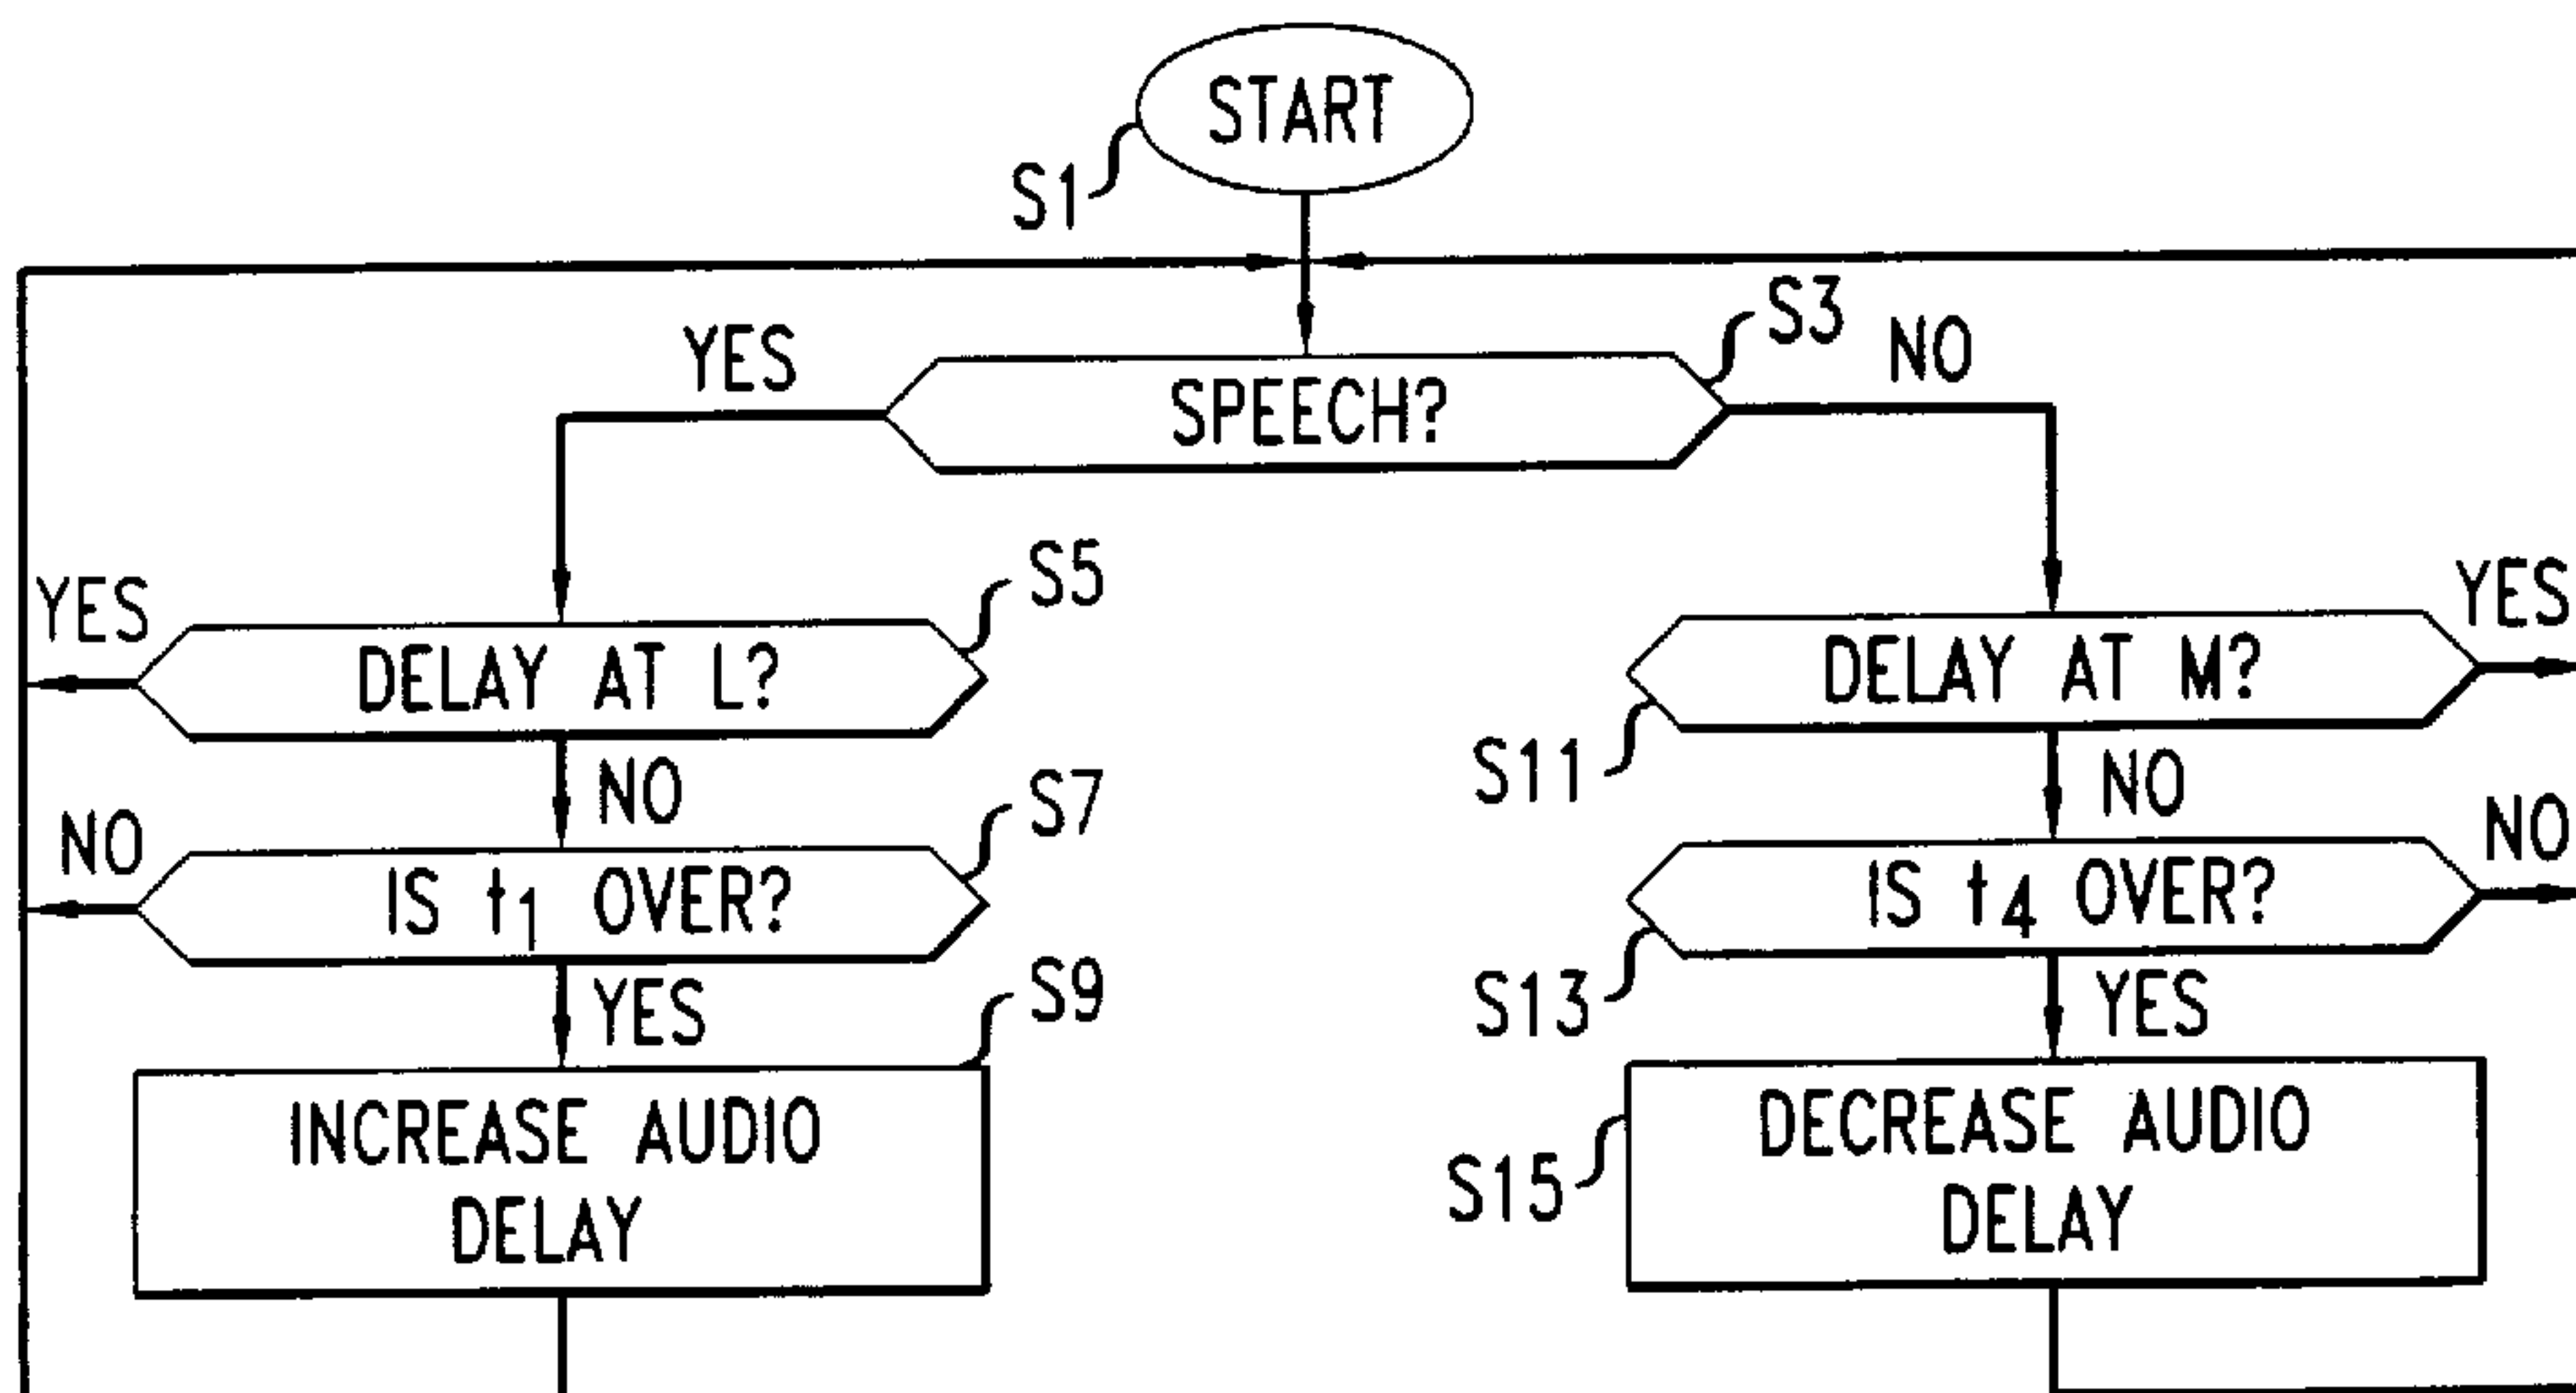 START
S1
S3
YES
NO
SPEECH?
S5
YES
DELAY AT L?
YES
DELAY AT M?
S11
NO
NO
S7
NO
IS t1 OVER?
NO
IS t4 OVER?
S13
YES
YES
S9
INCREASE AUDIO
DELAY
DECREASE AUDIO
DELAY
S15